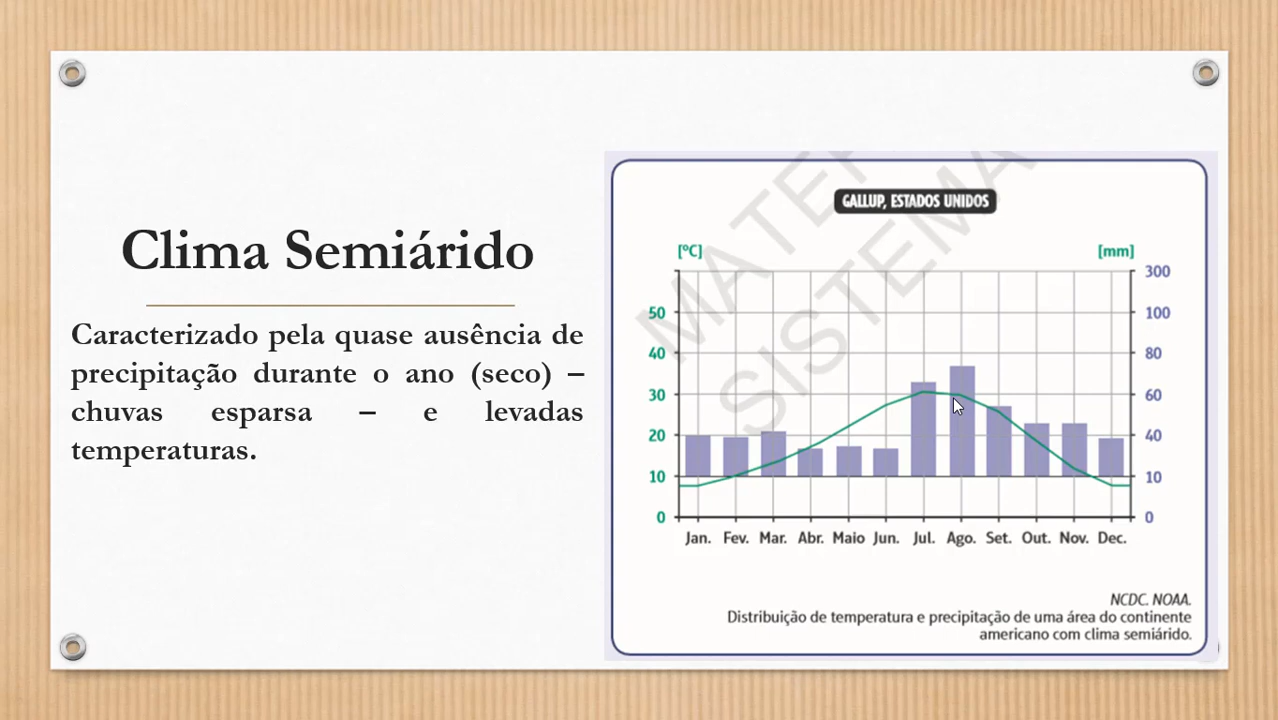 Clima Semiárido
Caracterizado pela quase ausência de
precipitação durante o ano (seco) –
chuvas esparsa – e levadas
temperaturas.
GALLUP, ESTADOS UNIDOS
[ºC]
[mm]
300
50
100
40
80
30
60
20
40
10
10
0
0
Jan. Fev. Mar. Abr. Maio Jun. Jul. Ago. Set. Out. Nov. Dec.
NCDC. NOAA.
Distribuição de temperatura e precipitação de uma área do continente
americano com clima semiárido.
SISTEMA